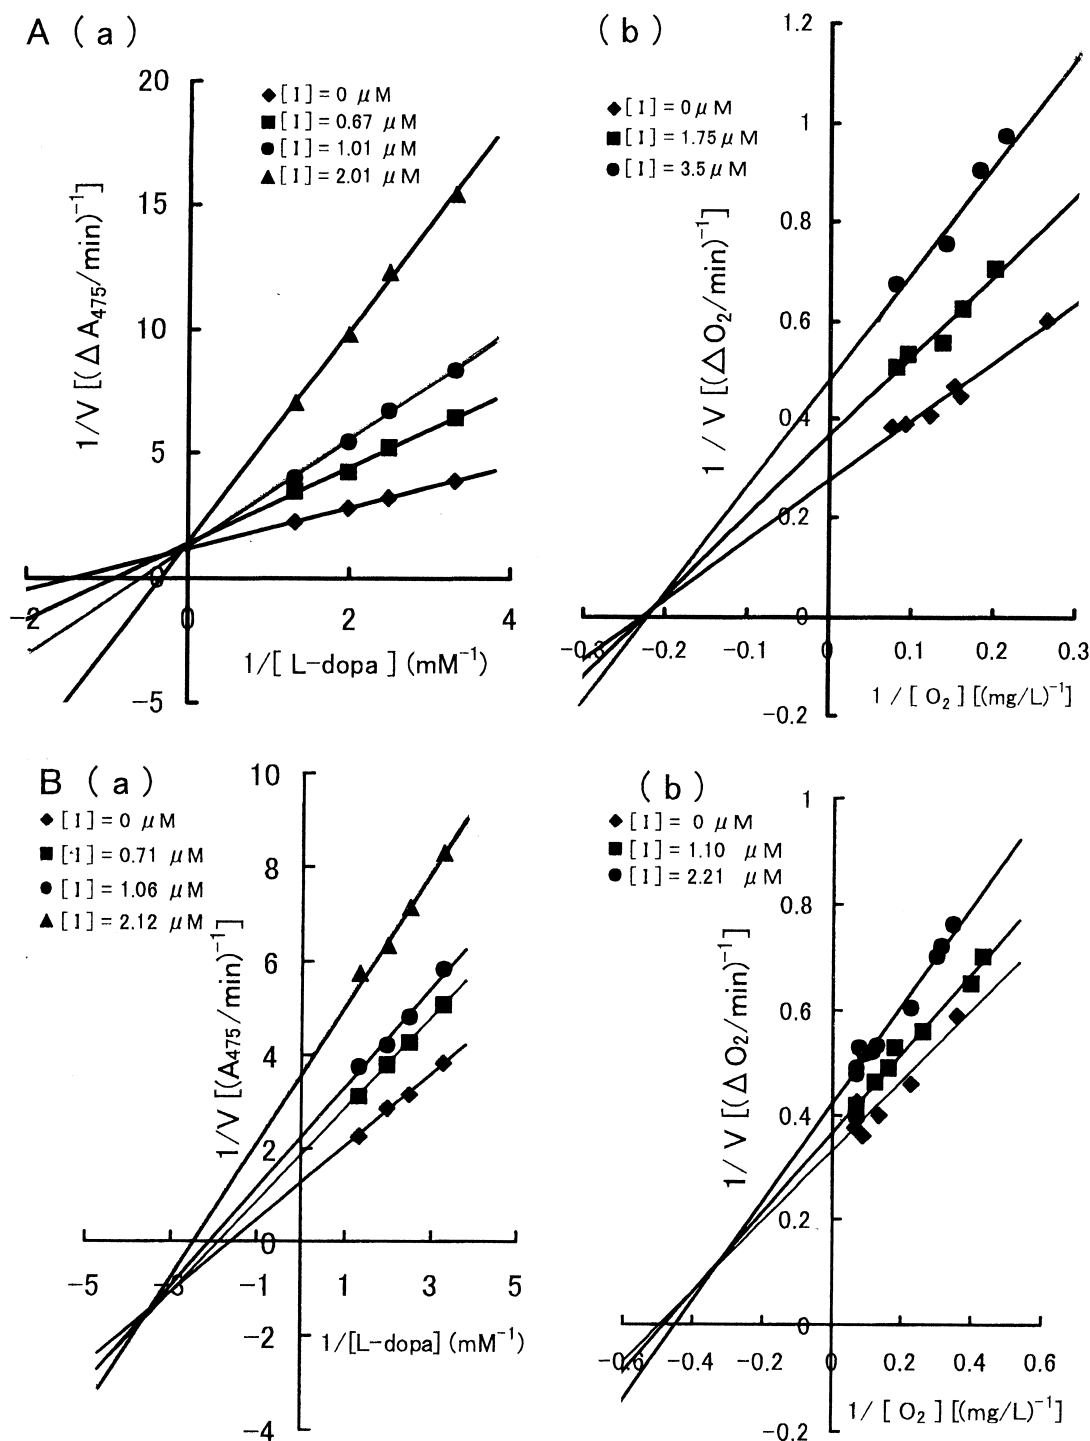 A (a)
20
15
10
5
0
-5
-2
0
2
4
[I]=0 μM
[I]=0.67 μM
[I]=1.01 μM
[I]=2.01 μM
1/V [(ΔA475/min)⁻¹]
1/[L-dopa] (mM⁻¹)
(b)
1.2
1
0.8
0.6
0.4
0.2
0
-0.2
-0.3
-0.2
-0.1
0
0.1
0.2
0.3
[I]=0μM
[I]=1.75μM
[I]=3.5μM
1/V [(ΔO2/min)⁻¹]
1/[O2] [(mg/L)⁻¹]
B (a)
10
8
6
4
2
0
-2
-4
-5
-3
-1
1
3
5
[I]=0 μM
[I]=0.71 μM
[I]=1.06 μM
[I]=2.12 μM
1/V [(A475/min)⁻¹]
1/[L-dopa] (mM⁻¹)
(b)
1
0.8
0.6
0.4
0.2
0
-0.2
-0.6
-0.4
-0.2
0
0.2
0.4
0.6
[I]=0 μM
[I]=1.10 μM
[I]=2.21 μM
1/V [(ΔO2/min)⁻¹]
1/[O2] [(mg/L)⁻¹]